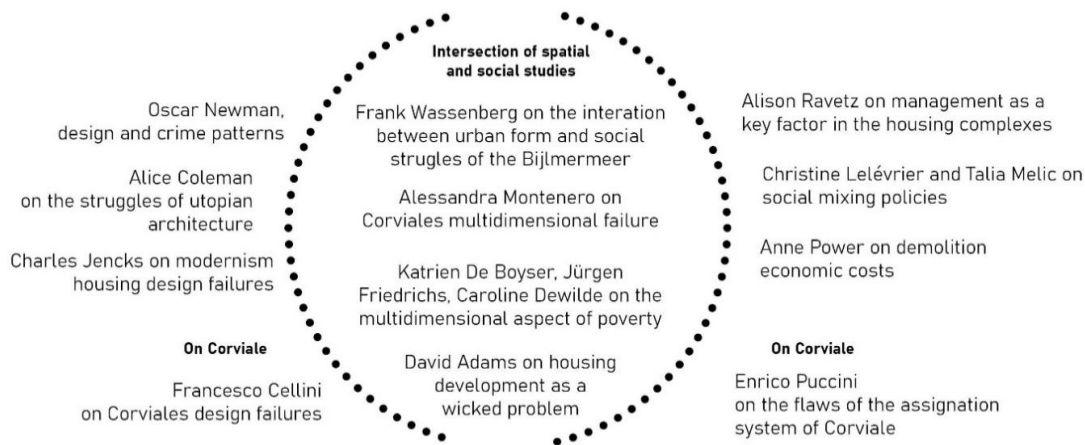 Oscar Newman,
design and crime patterns
Alice Coleman
on the struggles of utopian
architecture
Charles Jencks on modernism
housing design failures
On Corviale
Francesco Cellini
on Corviales design failures
Intersection of spatial
and social studies
Frank Wassenberg on the interation
between urban form and social
strugles of the Bijlmermeer
Alessandra Montenero on
Corviales multidimensional failure
Katrien De Boyser, Jürgen
Friedrichs, Caroline Dewilde on the
multidimensional aspect of poverty
David Adams on housing
development as a
wicked problem
Alison Ravetz on management as a
key factor in the housing complexes
Christine Lelévrier and Talia Melic on
social mixing policies
Anne Power on demolition
economic costs
On Corviale
Enrico Puccini
on the flaws of the assignation
system of Corviale